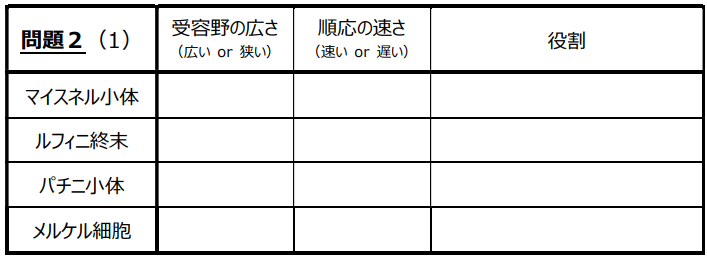 問題２（1）
受容野の広さ
（広い or 狭い）
順応の速さ
（速い or 遅い）
役割
マイスネル小体
ルフィニ終末
パチニ小体
メルケル細胞